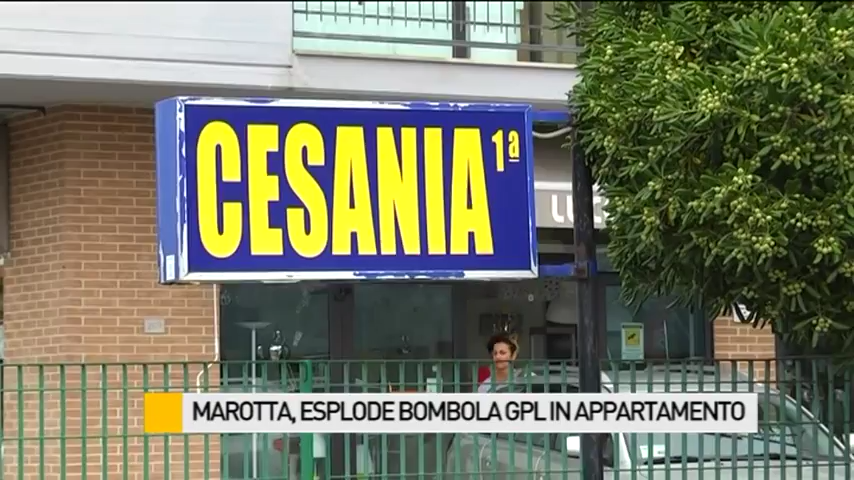 CESANIA 1ª
MAROTTA, ESPLODE BOMBOLA GPL IN APPARTAMENTO